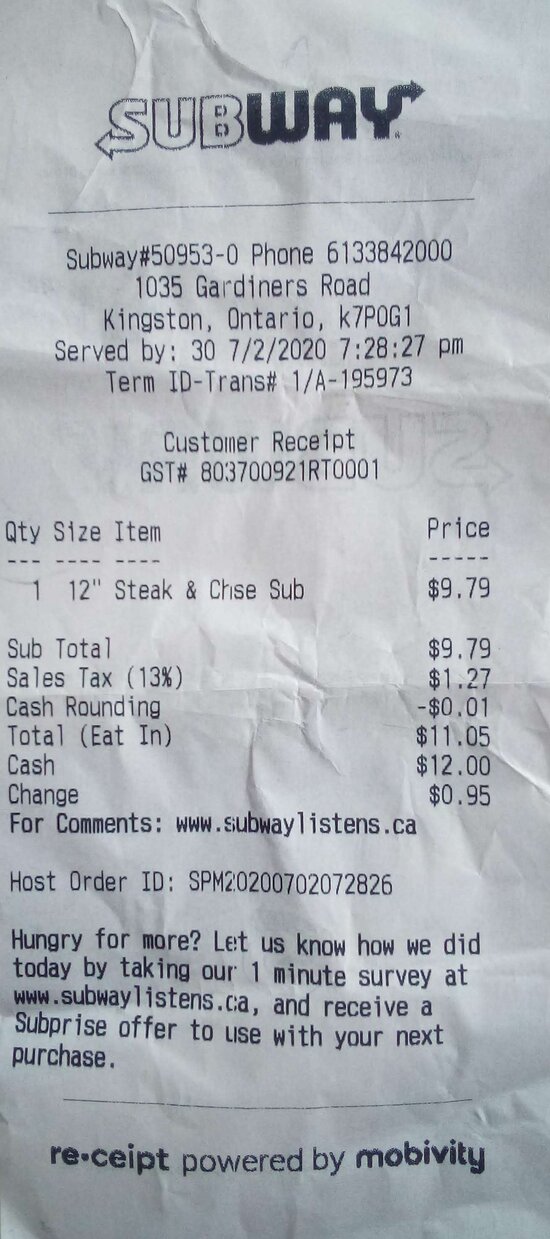 SUBWAY
Subway#50953-0 Phone 6133842000
1035 Gardiners Road
Kingston, Ontario, k7P0G1
Served by: 30 7/2/2020 7:28:27 pm
Term ID-Trans# 1/A-195973
Customer Receipt
GST# 803700921RT0001
Qty Size Item Price
--- ---- ---- -----
1 12" Steak & Chse Sub $9.79
Sub Total $9.79
Sales Tax (13%) $1.27
Cash Rounding -$0.01
Total (Eat In) $11.05
Cash $12.00
Change $0.95
For Comments: www.subwaylistens.ca
Host Order ID: SPM20200702072826
Hungry for more? Let us know how we did
today by taking our 1 minute survey at
www.subwaylistens.ca, and receive a
Subprise offer to use with your next
purchase.
re•ceipt powered by mobivity